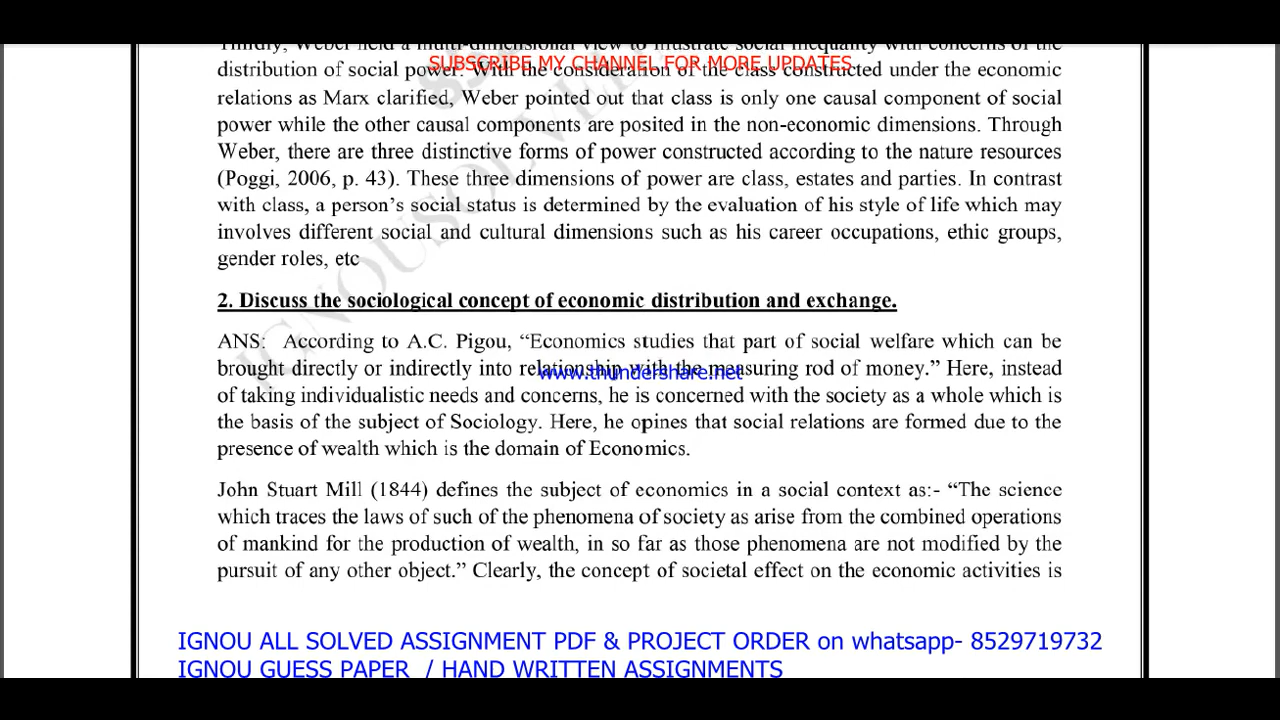 Thirdly, Weber held a multi-dimensional view to illustrate social inequality with concerns of the
SUBSCRIBE MY CHANNEL FOR MORE UPDATES
distribution of social power. With the consideration of the class constructed under the economic
relations as Marx clarified, Weber pointed out that class is only one causal component of social
power while the other causal components are posited in the non-economic dimensions. Through
Weber, there are three distinctive forms of power constructed according to the nature resources
(Poggi, 2006, p. 43). These three dimensions of power are class, estates and parties. In contrast
with class, a person's social status is determined by the evaluation of his style of life which may
involves different social and cultural dimensions such as his career occupations, ethic groups,
gender roles, etc
2. Discuss the sociological concept of economic distribution and exchange.
ANS: According to A.C. Pigou, “Economics studies that part of social welfare which can be
brought directly or indirectly into relationship with the measuring rod of money.” Here, instead
www.thundershare.net
of taking individualistic needs and concerns, he is concerned with the society as a whole which is
the basis of the subject of Sociology. Here, he opines that social relations are formed due to the
presence of wealth which is the domain of Economics.
John Stuart Mill (1844) defines the subject of economics in a social context as:- “The science
which traces the laws of such of the phenomena of society as arise from the combined operations
of mankind for the production of wealth, in so far as those phenomena are not modified by the
pursuit of any other object.” Clearly, the concept of societal effect on the economic activities is
IGNOU ALL SOLVED ASSIGNMENT PDF & PROJECT ORDER on whatsapp- 8529719732
IGNOU GUESS PAPER / HAND WRITTEN ASSIGNMENTS